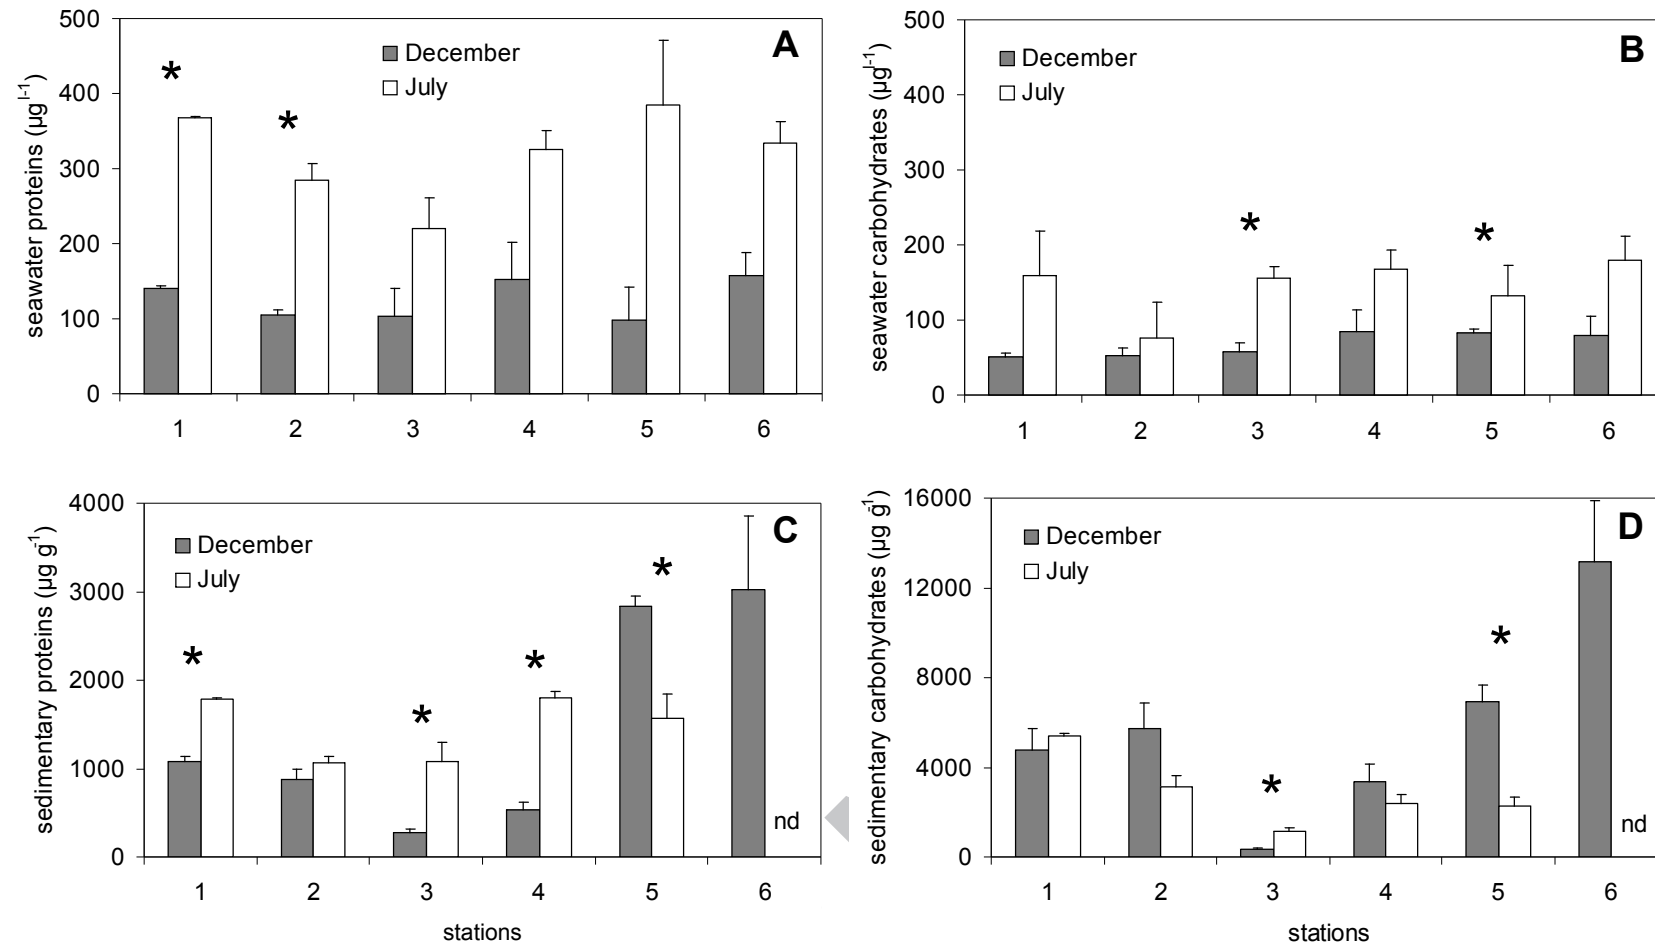 A
December
July
*
*
seawater proteins (µg l-1)
500
400
300
200
100
0
1 2 3 4 5 6
B
December
July
*
*
seawater carbohydrates (µg l-1)
500
400
300
200
100
0
1 2 3 4 5 6
C
December
July
*
*
*
*
sedimentary proteins (µg g-1)
4000
3000
2000
1000
0
nd
1 2 3 4 5 6
stations
D
December
July
*
*
sedimentary carbohydrates (µg g-1)
16000
12000
8000
4000
0
nd
1 2 3 4 5 6
stations